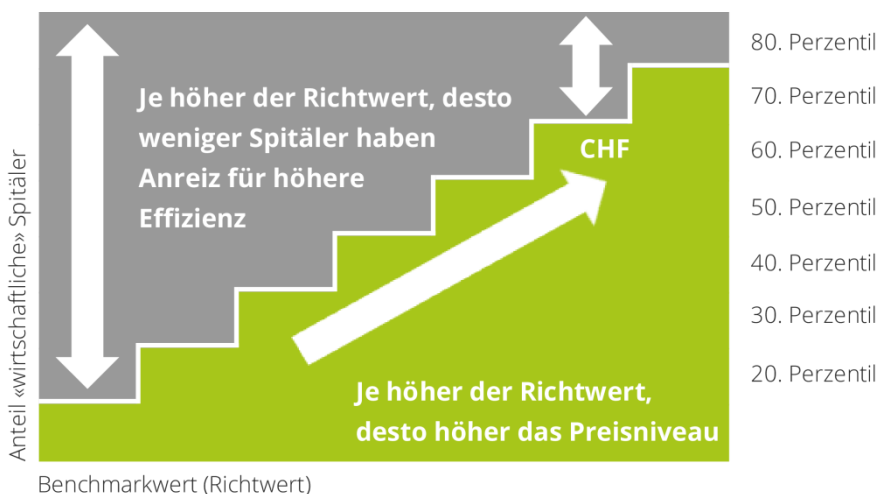 Anteil «wirtschaftliche» Spitäler
Je höher der Richtwert, desto
weniger Spitäler haben
Anreiz für höhere
Effizienz
CHF
Je höher der Richtwert,
desto höher das Preisniveau
80. Perzentil
70. Perzentil
60. Perzentil
50. Perzentil
40. Perzentil
30. Perzentil
20. Perzentil
Benchmarkwert (Richtwert)